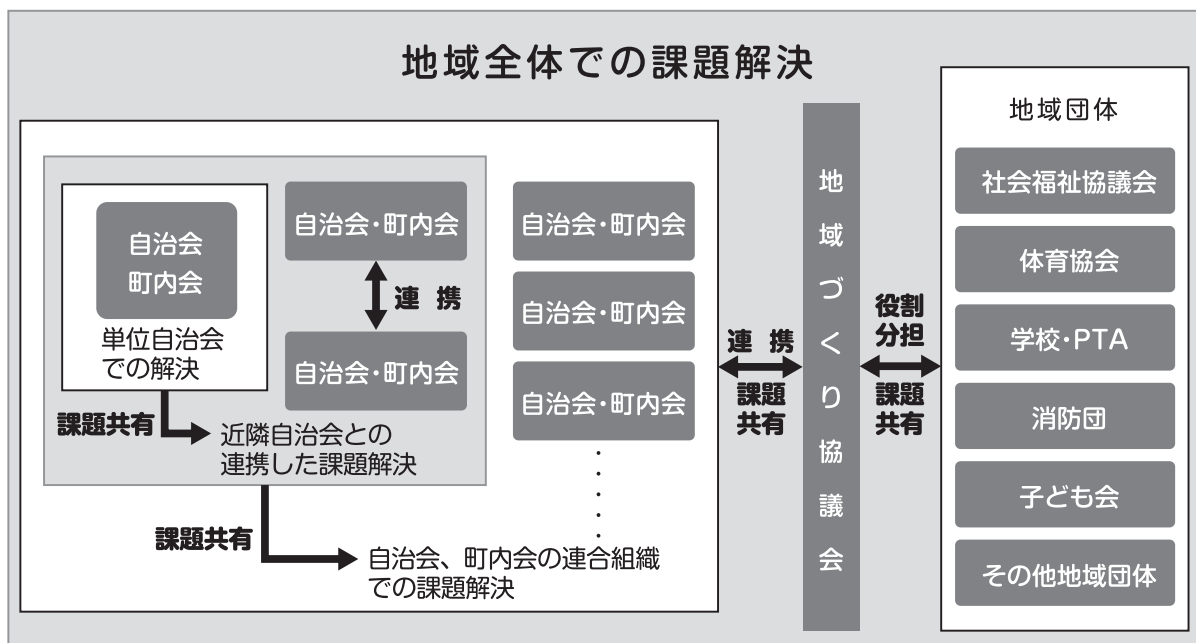 地域全体での課題解決
自治会
町内会
単位自治会
での解決
課題共有
自治会・町内会
連 携
自治会・町内会
近隣自治会との
連携した課題解決
課題共有
自治会・町内会
自治会・町内会
自治会・町内会
自治会、町内会の連合組織
での課題解決
連 携
課題
共有
地域づくり協議会
役割
分担
課題
共有
地域団体
社会福祉協議会
体育協会
学校・PTA
消防団
子ども会
その他地域団体